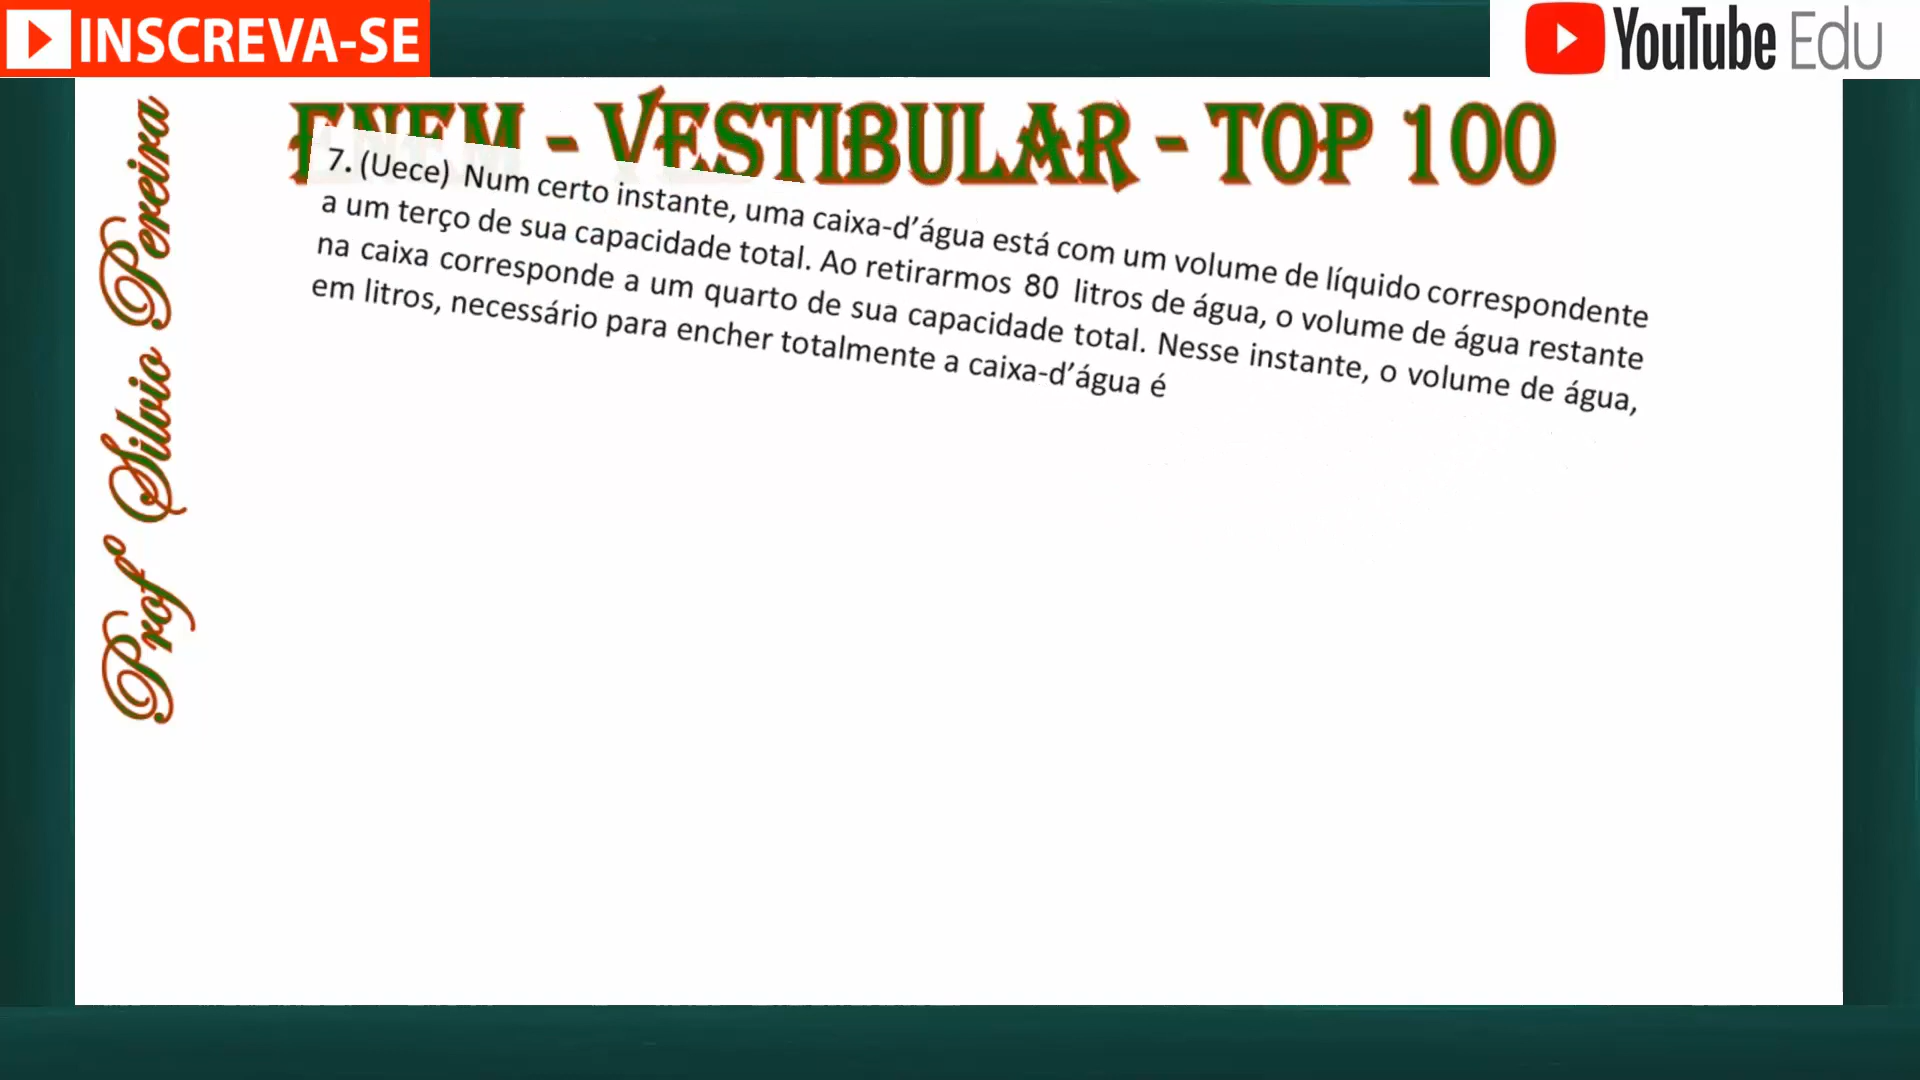 INSCREVA-SE
YouTube Edu
ENEM - VESTIBULAR - TOP 100
Profº Silvio Pereira
7. (Uece) Num certo instante, uma caixa-d’água está com um volume de líquido correspondente
a um terço de sua capacidade total. Ao retirarmos 80 litros de água, o volume de água restante
na caixa corresponde a um quarto de sua capacidade total. Nesse instante, o volume de água,
em litros, necessário para encher totalmente a caixa-d’água é